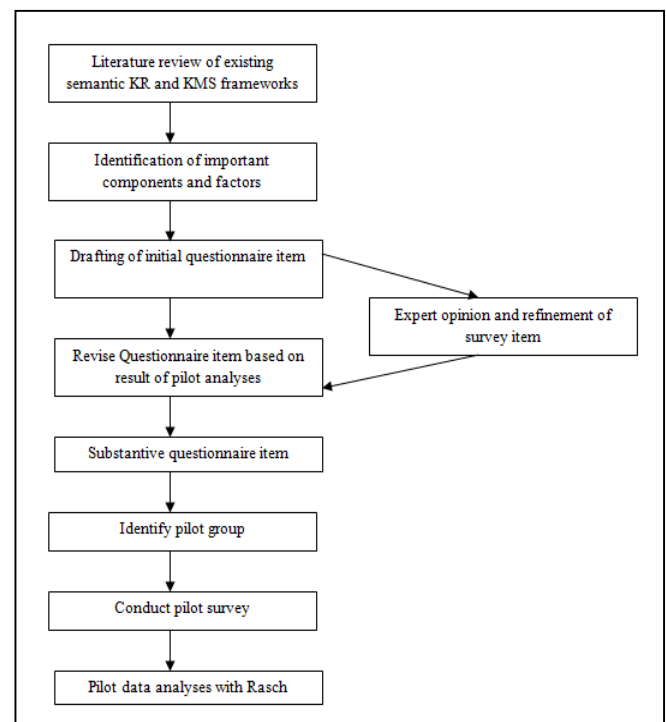 Literature review of existing
semantic KR and KMS frameworks
Identification of important
components and factors
Drafting of initial questionnaire item
Expert opinion and refinement of
survey item
Revise Questionnaire item based on
result of pilot analyses
Substantive questionnaire item
Identify pilot group
Conduct pilot survey
Pilot data analyses with Rasch